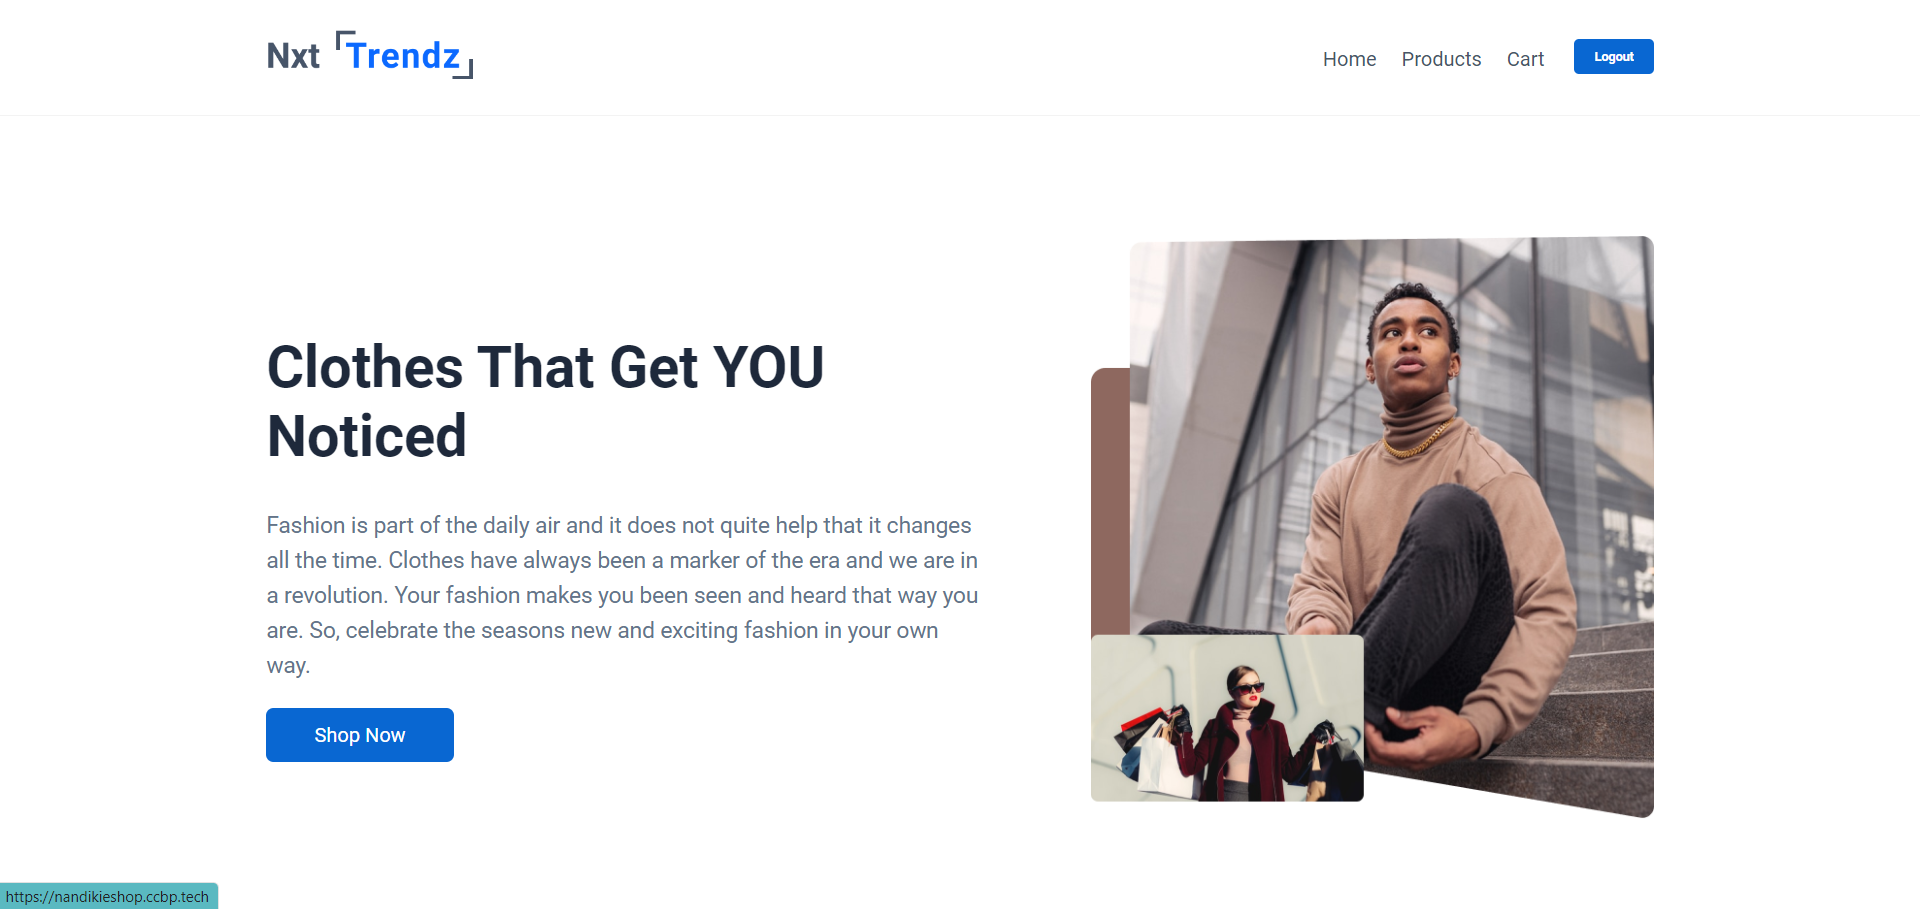 Nxt Trendz
Home Products Cart Logout
Clothes That Get YOU
Noticed
Fashion is part of the daily air and it does not quite help that it changes
all the time. Clothes have always been a marker of the era and we are in
a revolution. Your fashion makes you been seen and heard that way you
are. So, celebrate the seasons new and exciting fashion in your own
way.
Shop Now
https://nandikieshop.ccbp.tech